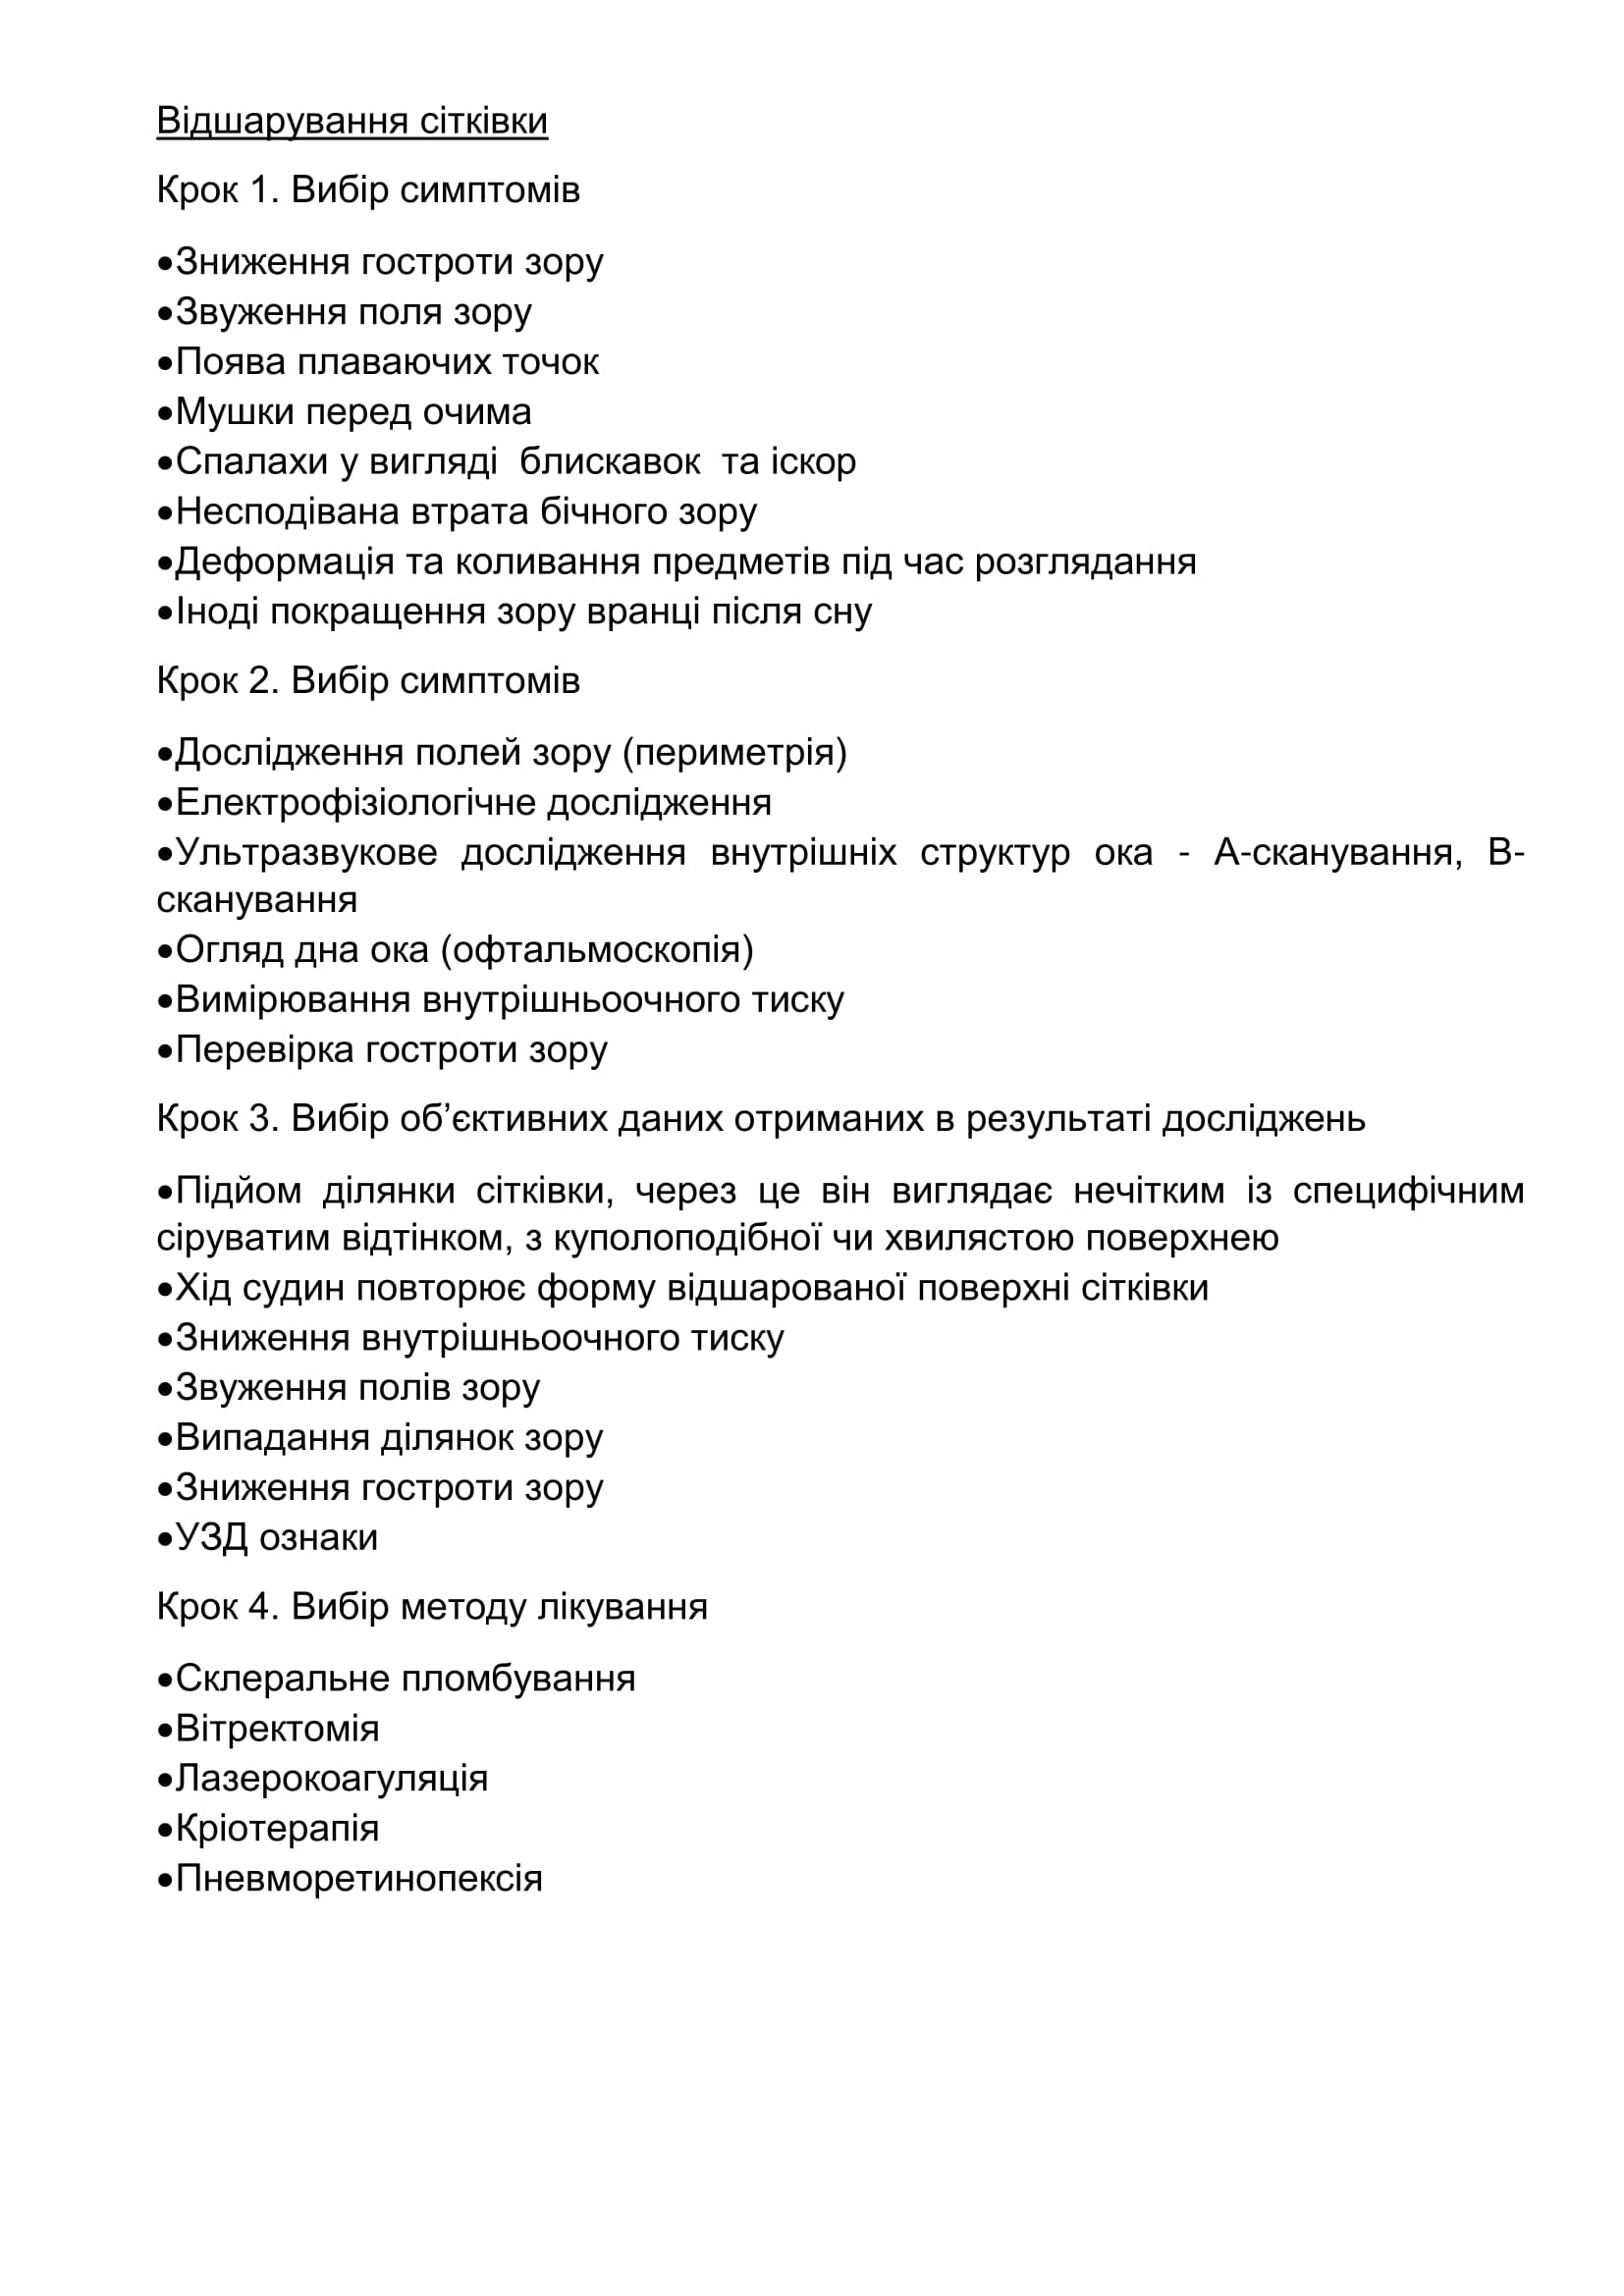 Відшарування сітківки
Крок 1. Вибір симптомів
•Зниження гостроти зору
•Звуження поля зору
•Поява плаваючих точок
•Мушки перед очима
•Спалахи у вигляді  блискавок  та іскор
•Несподівана втрата бічного зору
•Деформація та коливання предметів під час розглядання
•Іноді покращення зору вранці після сну
Крок 2. Вибір симптомів
•Дослідження полей зору (периметрія)
•Електрофізіологічне дослідження
•Ультразвукове дослідження внутрішніх структур ока - А-сканування, В-
сканування
•Огляд дна ока (офтальмоскопія)
•Вимірювання внутрішньоочного тиску
•Перевірка гостроти зору
Крок 3. Вибір об’єктивних даних отриманих в результаті досліджень
•Підйом ділянки сітківки, через це він виглядає нечітким із специфічним
сіруватим відтінком, з куполоподібної чи хвилястою поверхнею
•Хід судин повторює форму відшарованої поверхні сітківки
•Зниження внутрішньоочного тиску
•Звуження полів зору
•Випадання ділянок зору
•Зниження гостроти зору
•УЗД ознаки
Крок 4. Вибір методу лікування
•Склеральне пломбування
•Вітректомія
•Лазерокоагуляція
•Кріотерапія
•Пневморетинопексія